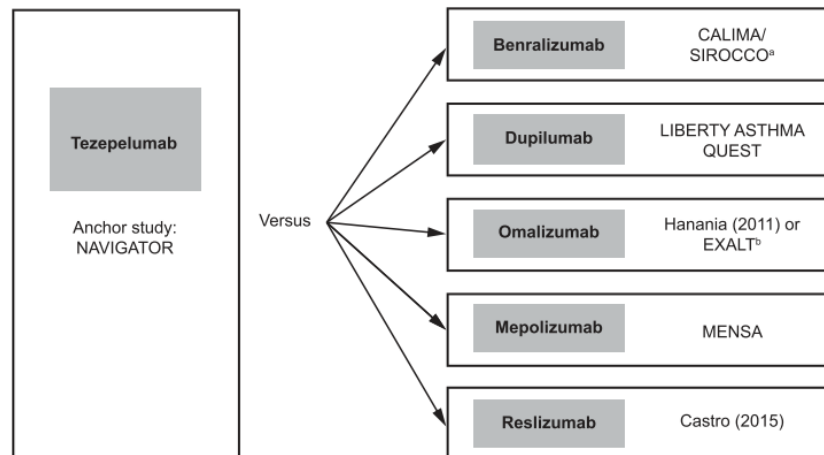 Tezepelumab
Anchor study:
NAVIGATOR
Versus
Benralizumab
CALIMA/
SIROCCOᵃ
Dupilumab
LIBERTY ASTHMA
QUEST
Omalizumab
Hanania (2011) or
EXALTᵇ
Mepolizumab
MENSA
Reslizumab
Castro (2015)